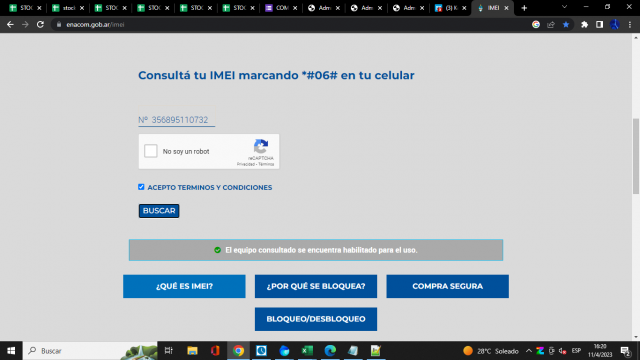 STOC
stoci
STOC
STOC
STOC
COM
Adm
Adm
Adm
(3) K
IMEI
enacom.gob.ar/imei
Consultá tu IMEI marcando *#06# en tu celular
Nº 356895110732
No soy un robot
reCAPTCHA
Privacidad - Términos
ACEPTO TERMINOS Y CONDICIONES
BUSCAR
El equipo consultado se encuentra habilitado para el uso.
¿QUÉ ES IMEI?
¿POR QUÉ SE BLOQUEA?
COMPRA SEGURA
BLOQUEO/DESBLOQUEO
Buscar
28°C Soleado
ESP
16:20
11/4/2023